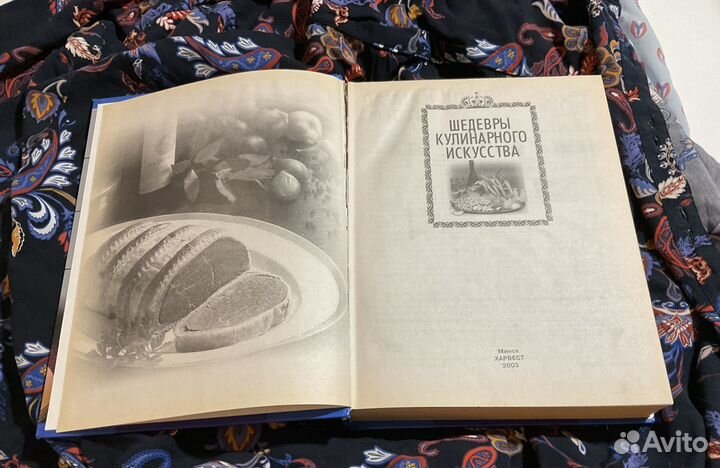 ШЕДЕВРЫ
КУЛИНАРНОГО
ИСКУССТВА
Минск
ХАРВЕСТ
2003
Avito